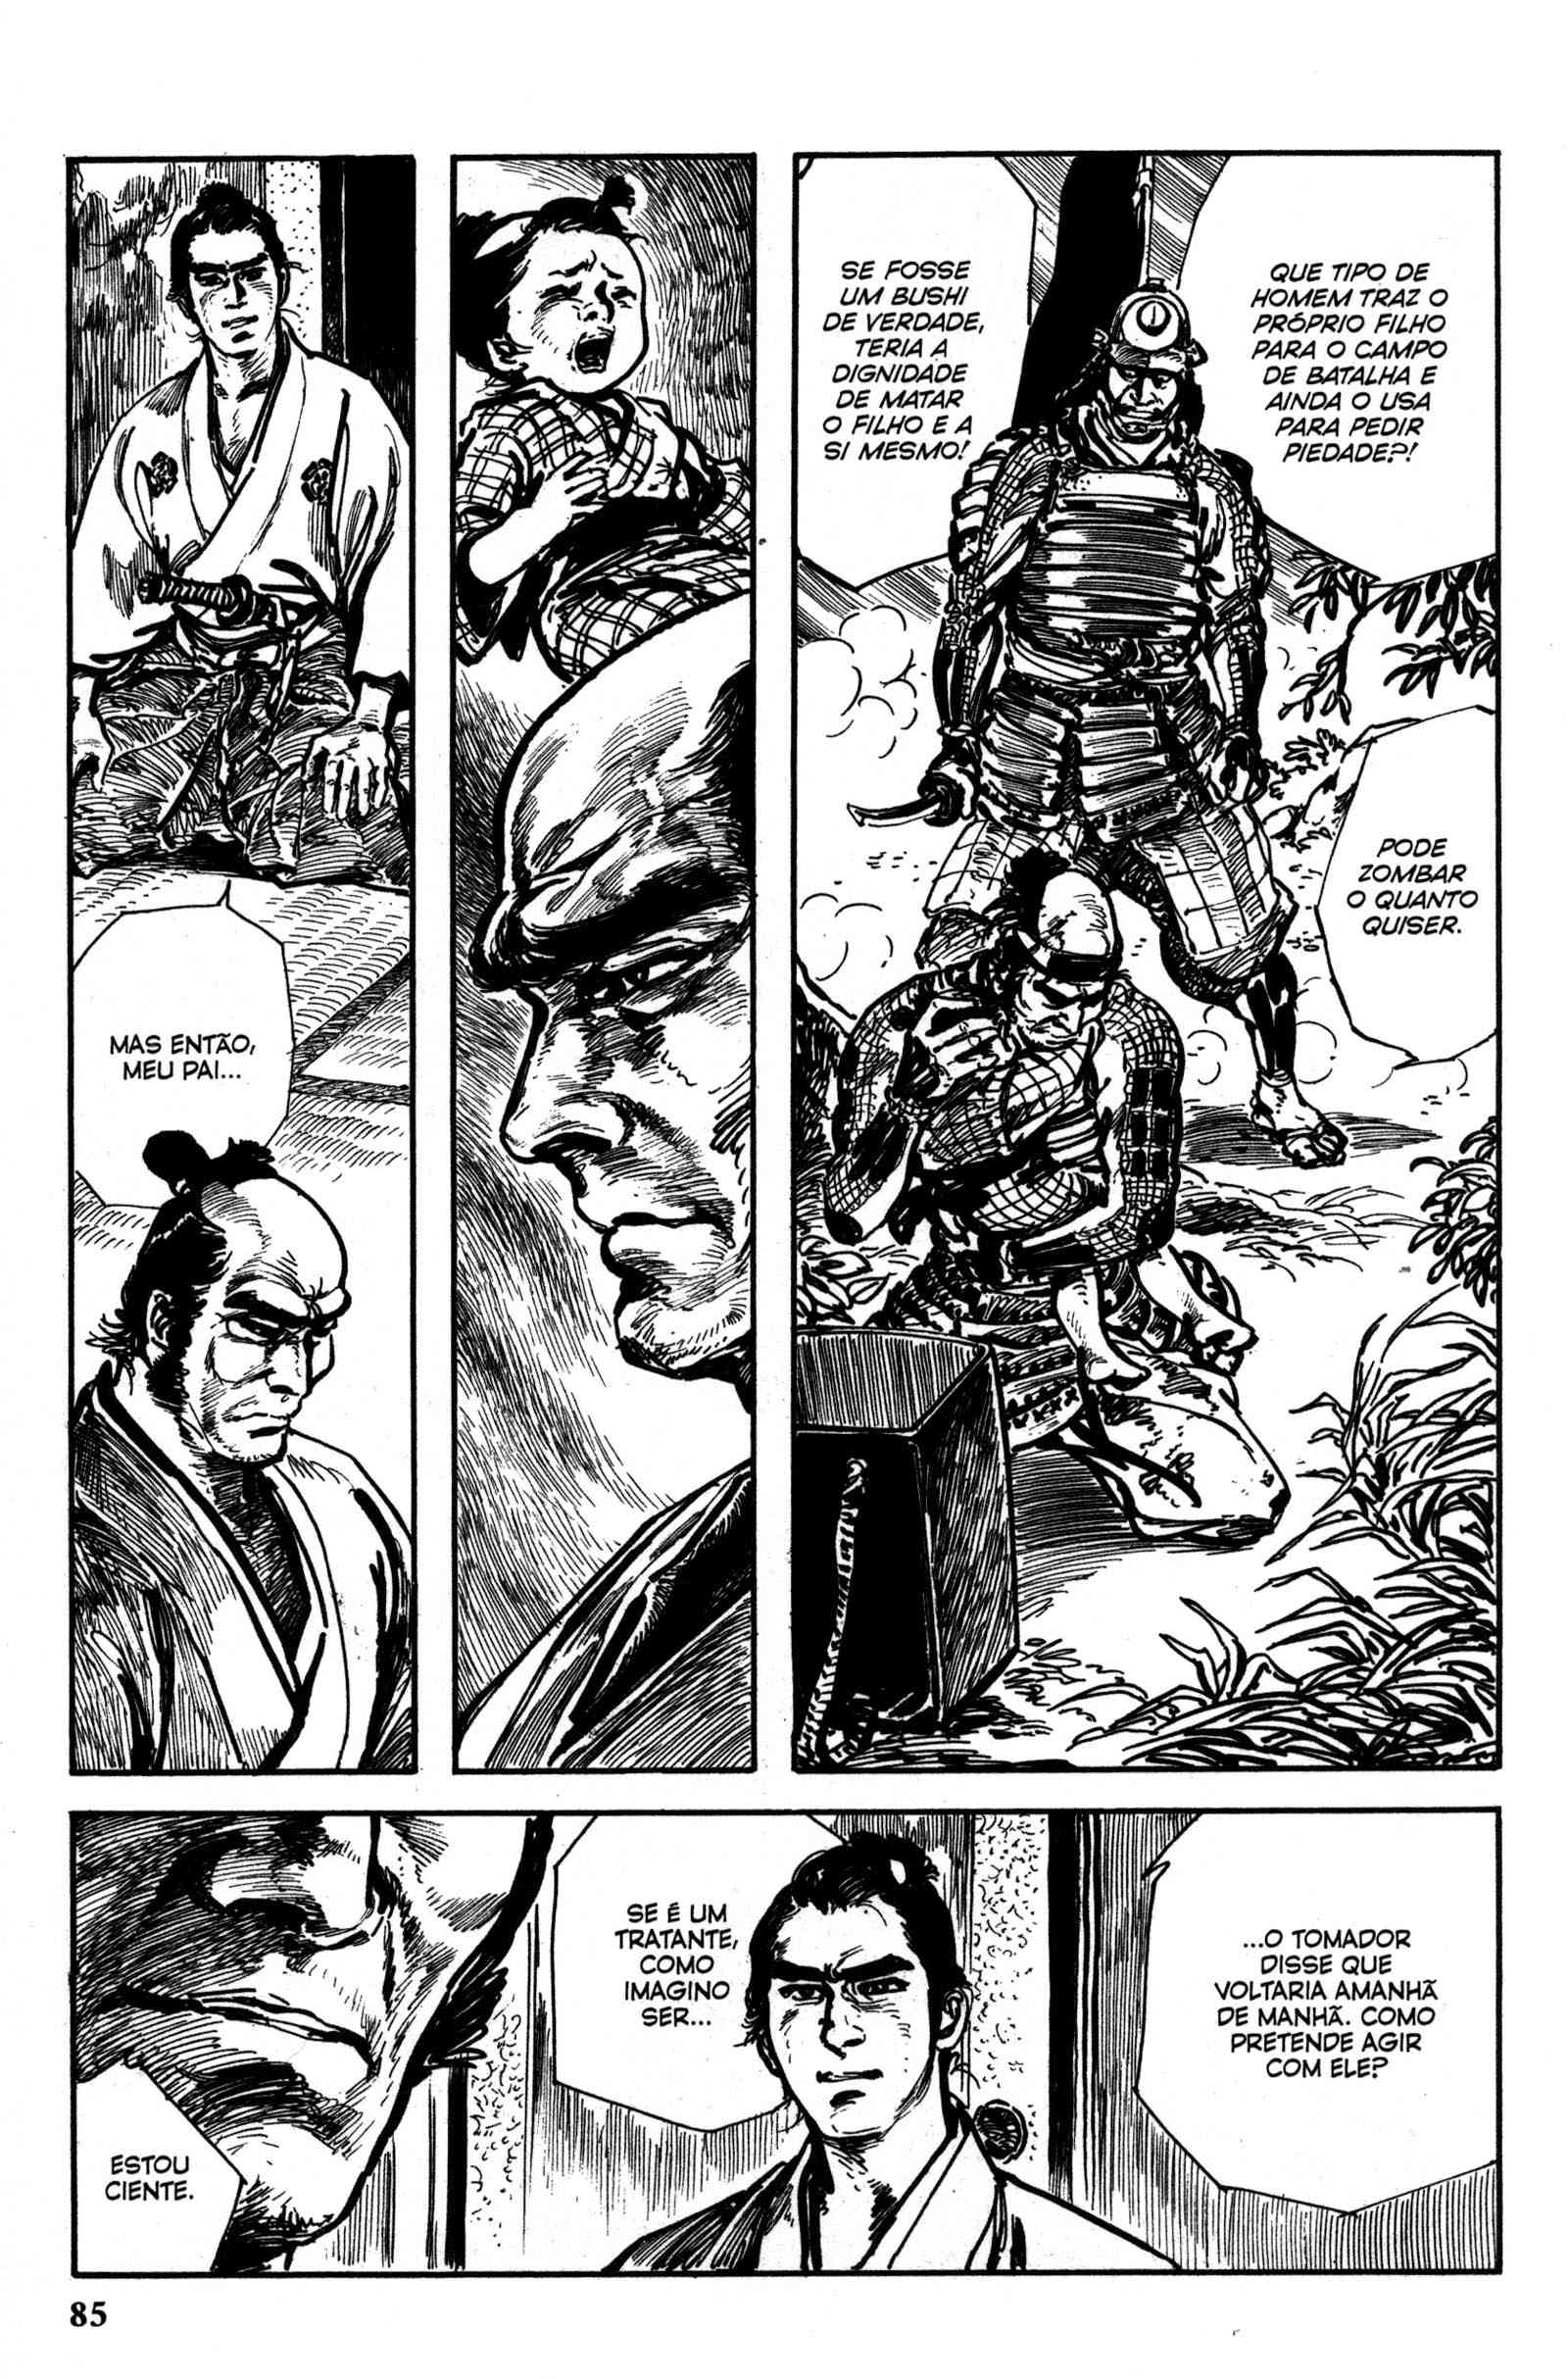 QUE TIPO DE
HOMEM TRAZ O
PRÓPRIO FILHO
PARA O CAMPO
DE BATALHA E
AINDA O USA
PARA PEDIR
PIEDADE?!
SE FOSSE
UM BUSHI
DE VERDADE,
TERIA A
DIGNIDADE
DE MATAR
O FILHO E A
SI MESMO!
PODE
ZOMBAR
O QUANTO
QUISER.
MAS ENTÃO,
MEU PAI...
...O TOMADOR
DISSE QUE
VOLTARIA AMANHÃ
DE MANHÃ. COMO
PRETENDE AGIR
COM ELE?
SE É UM
TRATANTE,
COMO
IMAGINO
SER...
ESTOU
CIENTE.
85